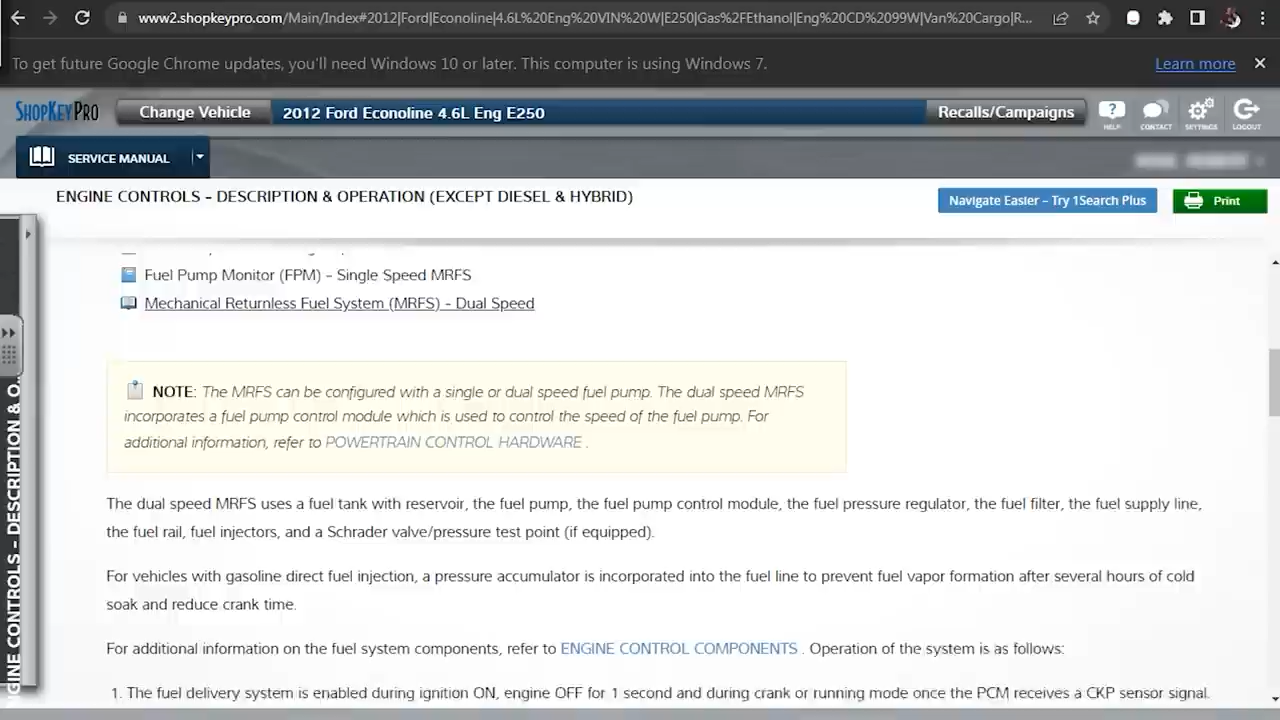 www2.shopkeypro.com/Main/Index#2012|Ford|Econoline|4.6L%20Eng%20VIN%20W|E250|Gas%2FEthanol|Eng%20CD%2099W|Van%20Cargo|R...
To get future Google Chrome updates, you'll need Windows 10 or later. This computer is using Windows 7. Learn more
SHOPKEYPRO Change Vehicle 2012 Ford Econoline 4.6L Eng E250 Recalls/Campaigns
HELP CONTACT SETTINGS LOGOUT
SERVICE MANUAL
ENGINE CONTROLS - DESCRIPTION & OPERATION (EXCEPT DIESEL & HYBRID)
Navigate Easier - Try 1Search Plus Print
Fuel Pump Monitor (FPM) - Single Speed MRFS
Mechanical Returnless Fuel System (MRFS) - Dual Speed
NOTE: The MRFS can be configured with a single or dual speed fuel pump. The dual speed MRFS
incorporates a fuel pump control module which is used to control the speed of the fuel pump. For
additional information, refer to POWERTRAIN CONTROL HARDWARE .
The dual speed MRFS uses a fuel tank with reservoir, the fuel pump, the fuel pump control module, the fuel pressure regulator, the fuel filter, the fuel supply line,
the fuel rail, fuel injectors, and a Schrader valve/pressure test point (if equipped).
For vehicles with gasoline direct fuel injection, a pressure accumulator is incorporated into the fuel line to prevent fuel vapor formation after several hours of cold
soak and reduce crank time.
For additional information on the fuel system components, refer to ENGINE CONTROL COMPONENTS . Operation of the system is as follows:
1. The fuel delivery system is enabled during ignition ON, engine OFF for 1 second and during crank or running mode once the PCM receives a CKP sensor signal.
GINE CONTROLS - DESCRIPTION & O...